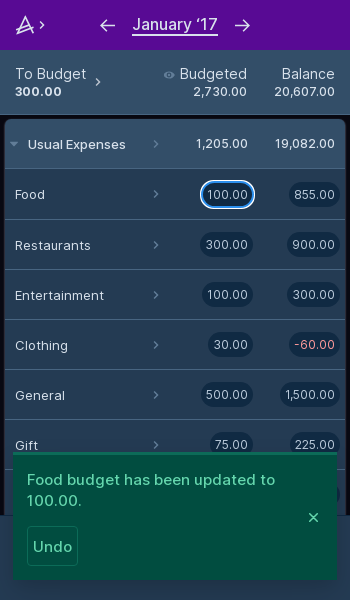 January ‘17
To Budget Budgeted Balance
300.00 2,730.00 20,607.00
Usual Expenses 1,205.00 19,082.00
Food 100.00 855.00
Restaurants 300.00 900.00
Entertainment 100.00 300.00
Clothing 30.00 -60.00
General 500.00 1,500.00
Gift 75.00 225.00
Food budget has been updated to
100.00.
Undo